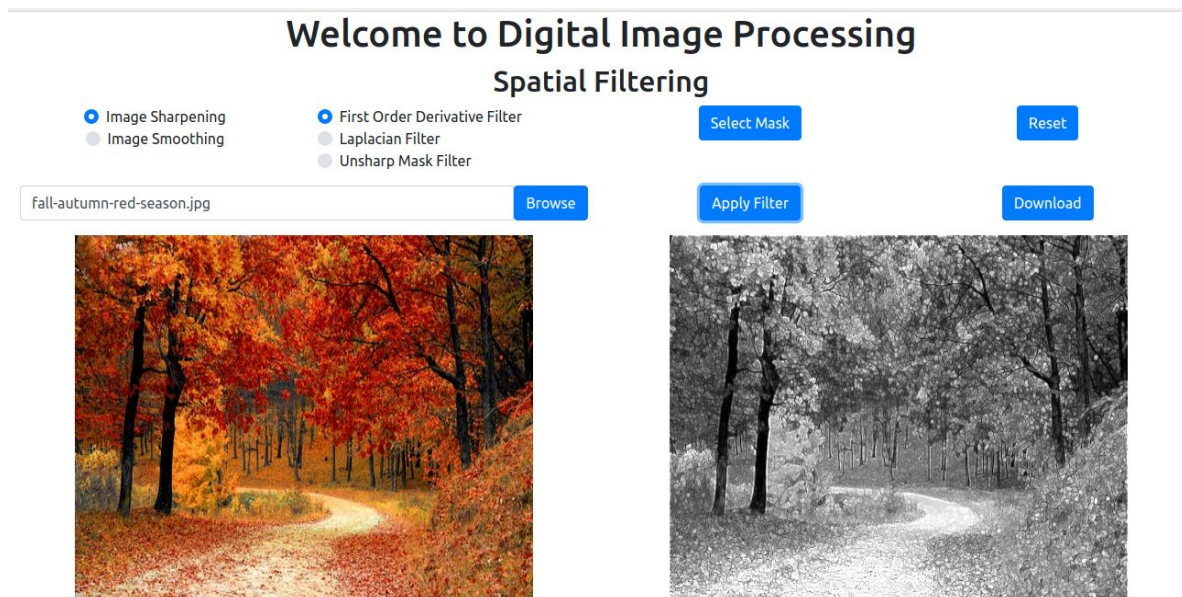 Welcome to Digital Image Processing
Spatial Filtering
Image Sharpening
Image Smoothing
First Order Derivative Filter
Laplacian Filter
Unsharp Mask Filter
Select Mask
Reset
fall-autumn-red-season.jpg
Browse
Apply Filter
Download